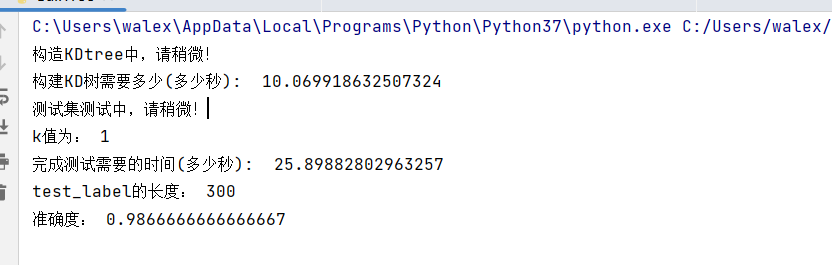 C:\Users\walex\AppData\Local\Programs\Python\Python37\python.exe C:/Users/walex/
构造KDtree中，请稍微！
构建KD树需要多少(多少秒)： 10.069918632507324
测试集测试中，请稍微！
k值为： 1
完成测试需要的时间(多少秒)： 25.89882802963257
test_label的长度： 300
准确度： 0.9866666666666667